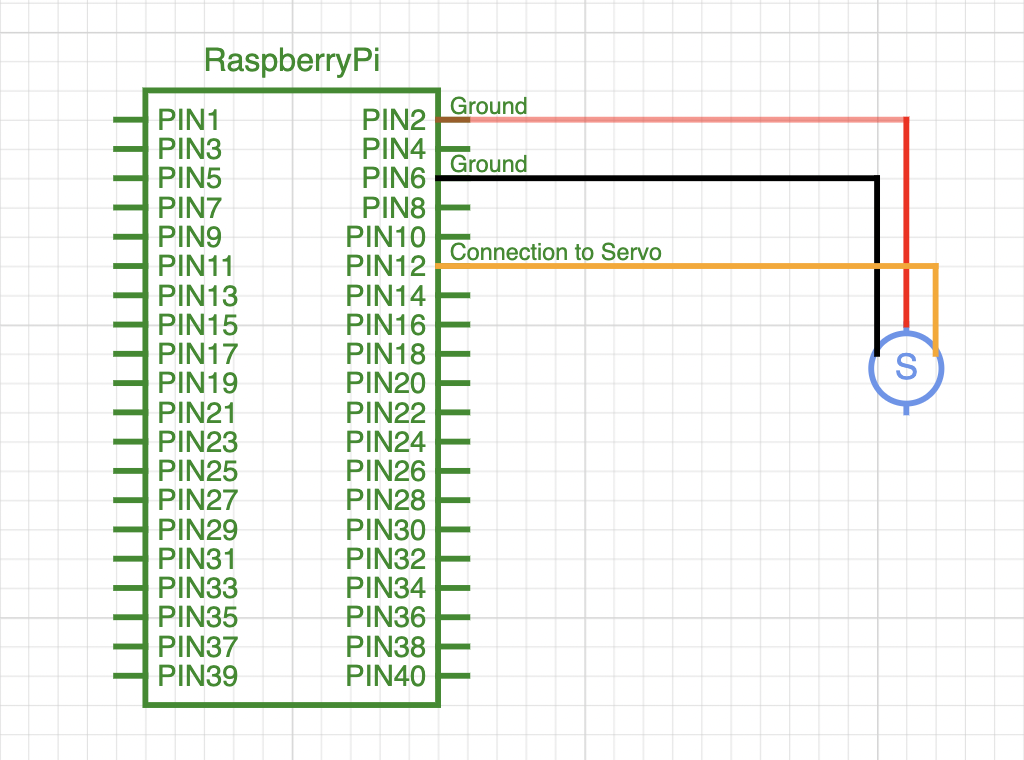 RaspberryPi
Ground
PIN1 PIN2
PIN3 PIN4
Ground
PIN5 PIN6
PIN7 PIN8
PIN9 PIN10
Connection to Servo
PIN11 PIN12
PIN13 PIN14
PIN15 PIN16
PIN17 PIN18
S
PIN19 PIN20
PIN21 PIN22
PIN23 PIN24
PIN25 PIN26
PIN27 PIN28
PIN29 PIN30
PIN31 PIN32
PIN33 PIN34
PIN35 PIN36
PIN37 PIN38
PIN39 PIN40